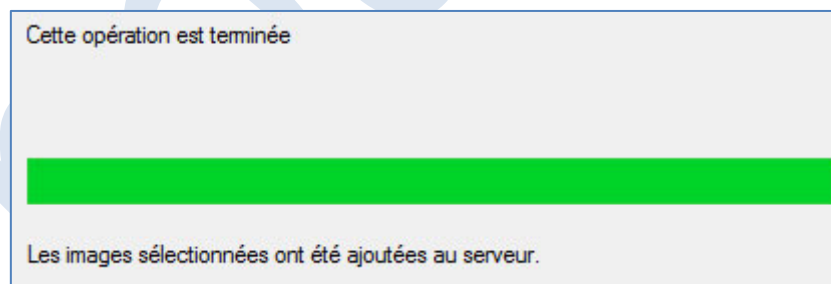 Cette opération est terminée
Les images sélectionnées ont été ajoutées au serveur.